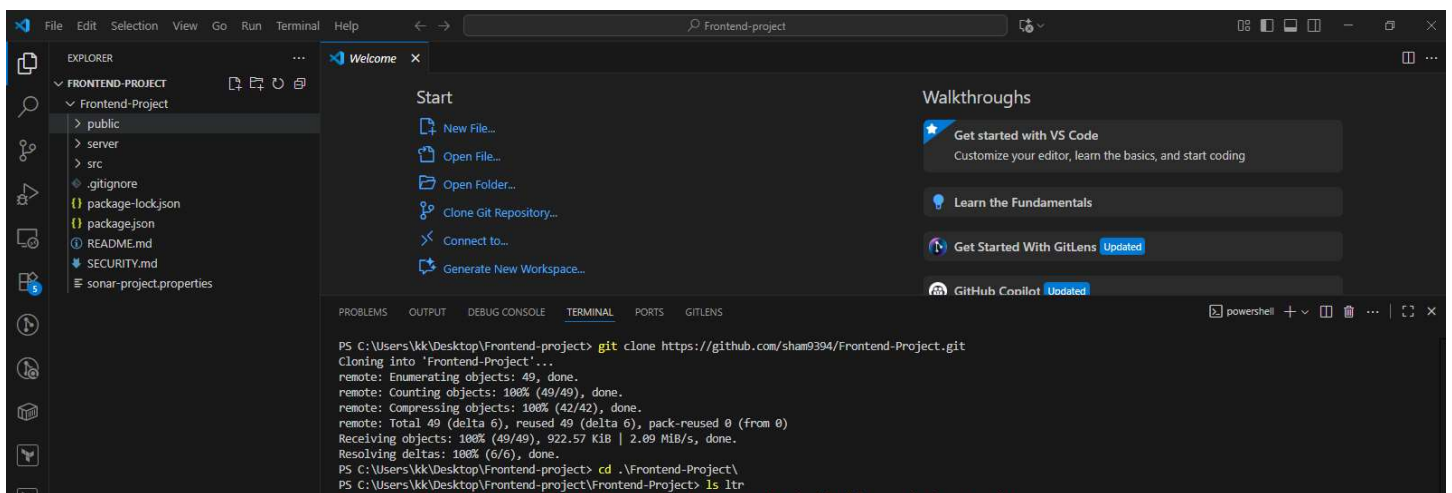 File Edit Selection View Go Run Terminal Help
Frontend-project
EXPLORER
FRONTEND-PROJECT
Frontend-Project
public
server
src
.gitignore
package-lock.json
package.json
README.md
SECURITY.md
sonar-project.properties
5
Welcome
Start
New File...
Open File...
Open Folder...
Clone Git Repository...
Connect to...
Generate New Workspace...
Walkthroughs
Get started with VS Code
Customize your editor, learn the basics, and start coding
Learn the Fundamentals
Get Started With GitLens Updated
GitHub Copilot Updated
PROBLEMS OUTPUT DEBUG CONSOLE TERMINAL PORTS GITLENS
powershell
PS C:\Users\kk\Desktop\Frontend-project> git clone https://github.com/sham9394/Frontend-Project.git
Cloning into 'Frontend-Project'...
remote: Enumerating objects: 49, done.
remote: Counting objects: 100% (49/49), done.
remote: Compressing objects: 100% (42/42), done.
remote: Total 49 (delta 6), reused 49 (delta 6), pack-reused 0 (from 0)
Receiving objects: 100% (49/49), 922.57 KiB | 2.09 MiB/s, done.
Resolving deltas: 100% (6/6), done.
PS C:\Users\kk\Desktop\Frontend-project> cd .\Frontend-Project\
PS C:\Users\kk\Desktop\Frontend-project\Frontend-Project> ls ltr